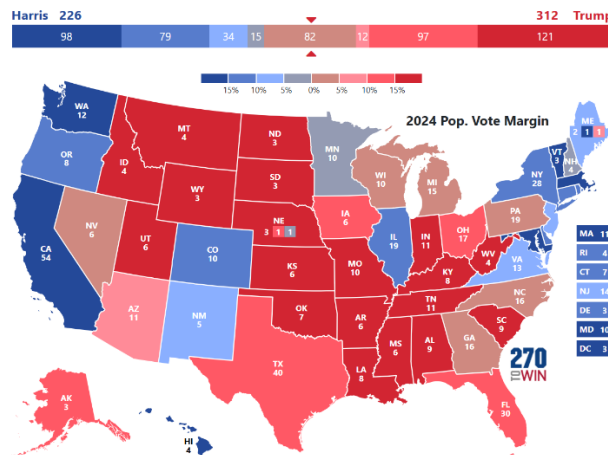 Harris 226
312 Trump
98 79 34 15 82 12 97 121
15% 10% 5% 0% 5% 10% 15%
2024 Pop. Vote Margin
WA
12
OR
8
CA
54
NV
6
ID
4
MT
4
WY
3
UT
6
AZ
11
CO
10
NM
5
ND
3
SD
3
NE
3 1 1
KS
6
OK
7
TX
40
MN
10
IA
6
MO
10
AR
6
LA
8
WI
10
IL
19
MI
15
IN
11
OH
17
KY
8
TN
11
MS
6
AL
9
GA
16
FL
30
SC
9
NC
16
VA
13
WV
4
PA
19
NY
28
VT
3
NH
4
ME
2 1 1
MA 11
RI 4
CT 7
NJ 14
DE 3
MD 10
DC 3
AK
3
HI
4
270
TO WIN